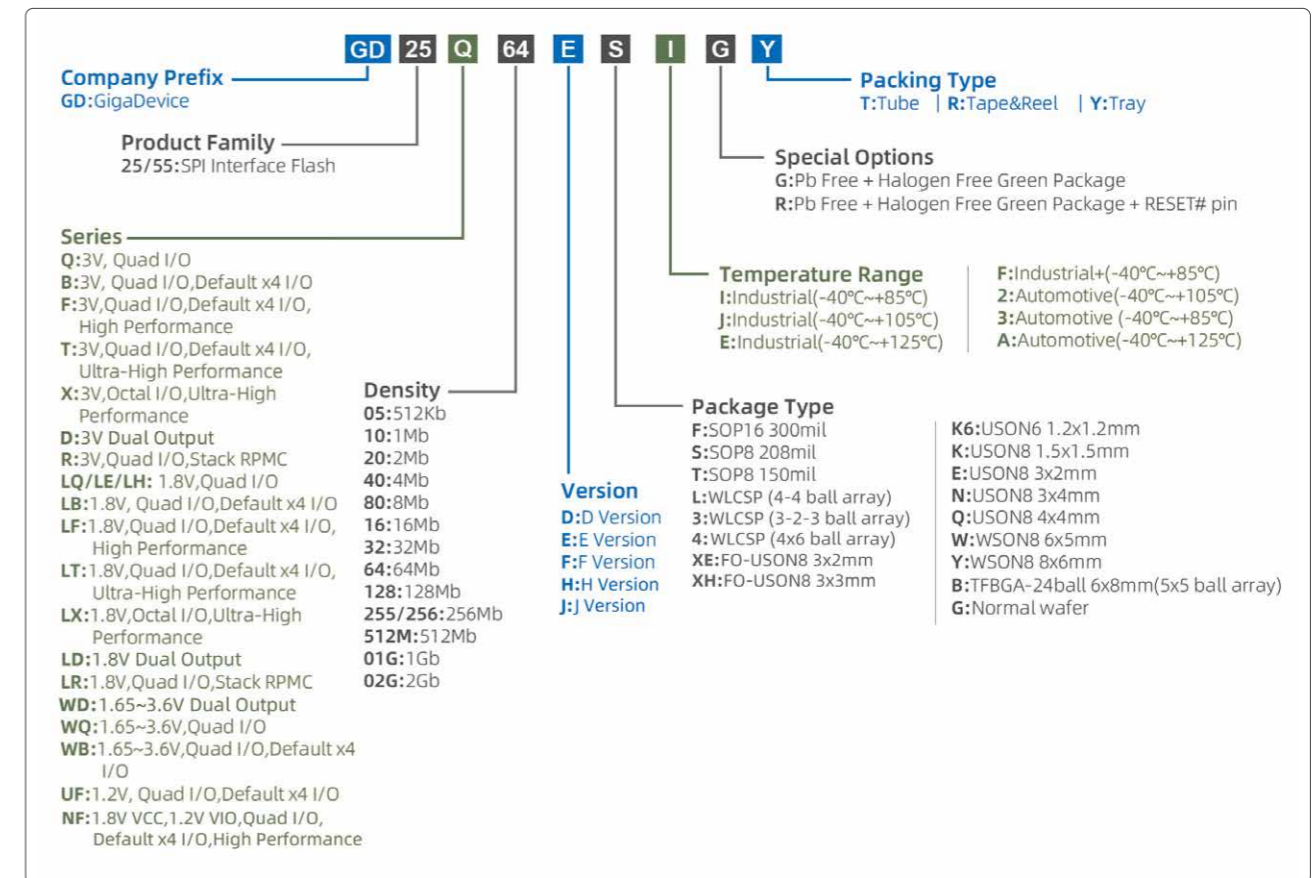 GD 25 Q 64 E S I G Y
Company Prefix
GD:GigaDevice
Packing Type
T:Tube | R:Tape&Reel | Y:Tray
Product Family
25/55:SPI Interface Flash
Special Options
G:Pb Free + Halogen Free Green Package
R:Pb Free + Halogen Free Green Package + RESET# pin
Series
Q:3V, Quad I/O
B:3V, Quad I/O,Default x4 I/O
F:3V,Quad I/O,Default x4 I/O,
High Performance
T:3V,Quad I/O,Default x4 I/O,
Ultra-High Performance
X:3V,Octal I/O,Ultra-High
Performance
D:3V Dual Output
R:3V,Quad I/O,Stack RPMC
LQ/LE/LH: 1.8V,Quad I/O
LB:1.8V, Quad I/O,Default x4 I/O
LF:1.8V,Quad I/O,Default x4 I/O,
High Performance
LT:1.8V,Quad I/O,Default x4 I/O,
Ultra-High Performance
LX:1.8V,Octal I/O,Ultra-High
Performance
LD:1.8V Dual Output
LR:1.8V,Quad I/O,Stack RPMC
WD:1.65~3.6V Dual Output
WQ:1.65~3.6V,Quad I/O
WB:1.65~3.6V,Quad I/O,Default x4
I/O
UF:1.2V, Quad I/O,Default x4 I/O
NF:1.8V VCC,1.2V VIO,Quad I/O,
Default x4 I/O,High Performance
Density
05:512Kb
10:1Mb
20:2Mb
40:4Mb
80:8Mb
16:16Mb
32:32Mb
64:64Mb
128:128Mb
255/256:256Mb
512M:512Mb
01G:1Gb
02G:2Gb
Version
D:D Version
E:E Version
F:F Version
H:H Version
J:J Version
Temperature Range
I:Industrial(-40℃~+85℃)
J:Industrial(-40℃~+105℃)
E:Industrial(-40℃~+125℃)
F:Industrial+(-40℃~+85℃)
2:Automotive(-40℃~+105℃)
3:Automotive (-40℃~+85℃)
A:Automotive(-40℃~+125℃)
Package Type
F:SOP16 300mil
S:SOP8 208mil
T:SOP8 150mil
L:WLCSP (4-4 ball array)
3:WLCSP (3-2-3 ball array)
4:WLCSP (4x6 ball array)
XE:FO-USON8 3x2mm
XH:FO-USON8 3x3mm
K6:USON6 1.2x1.2mm
K:USON8 1.5x1.5mm
E:USON8 3x2mm
N:USON8 3x4mm
Q:USON8 4x4mm
W:WSON8 6x5mm
Y:WSON8 8x6mm
B:TFBGA-24ball 6x8mm(5x5 ball array)
G:Normal wafer